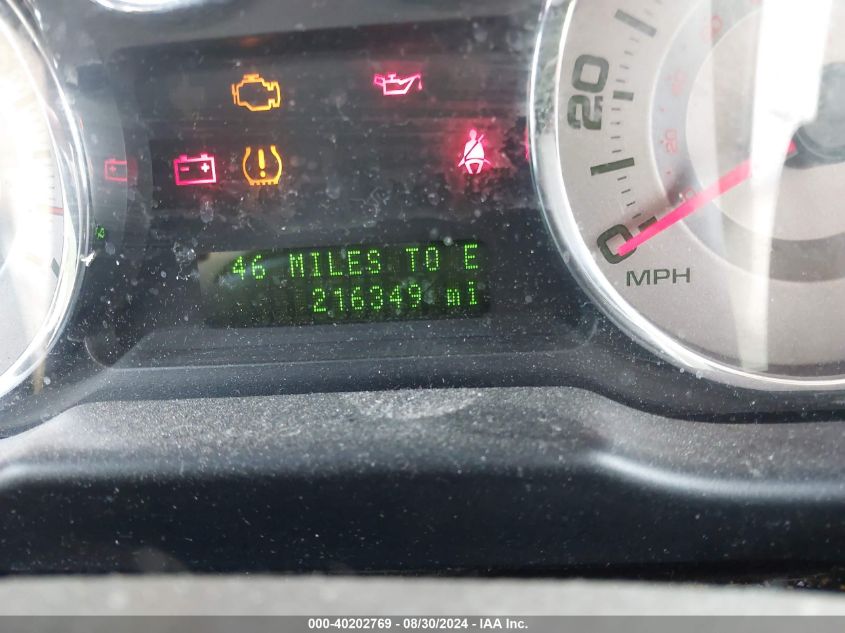 20
0
MPH
46 MILES TO E
216349 mi
000-40202769 - 08/30/2024 - IAA Inc.